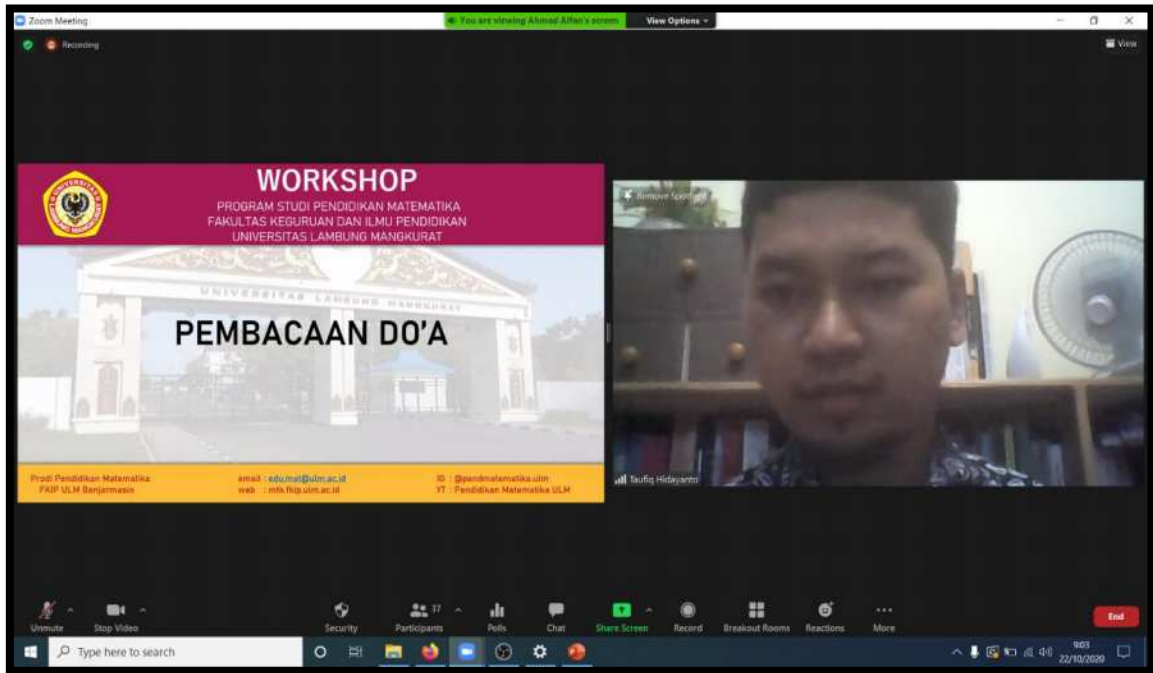 Zoom Meeting
You are viewing Ahmad Alfan's screen
View Options
Recording
View
WORKSHOP
PROGRAM STUDI PENDIDIKAN MATEMATIKA
FAKULTAS KEGURUAN DAN ILMU PENDIDIKAN
UNIVERSITAS LAMBUNG MANGKURAT
UNIVERSITAS LAMBUNG MANGKURAT
PEMBACAAN DO'A
Prodi Pendidikan Matematika
FKIP ULM Banjarmasin
email : edu.mat@ulm.ac.id
web : mtk.fkip.ulm.ac.id
IG : @pendmatematika.ulm
YT : Pendidikan Matematika ULM
Remove Spotlight
Taufiq Hidayanto
Unmute
Stop Video
Security
Participants
37
Polls
Chat
Share Screen
Record
Breakout Rooms
Reactions
More
End
Type here to search
9:03
22/10/2020